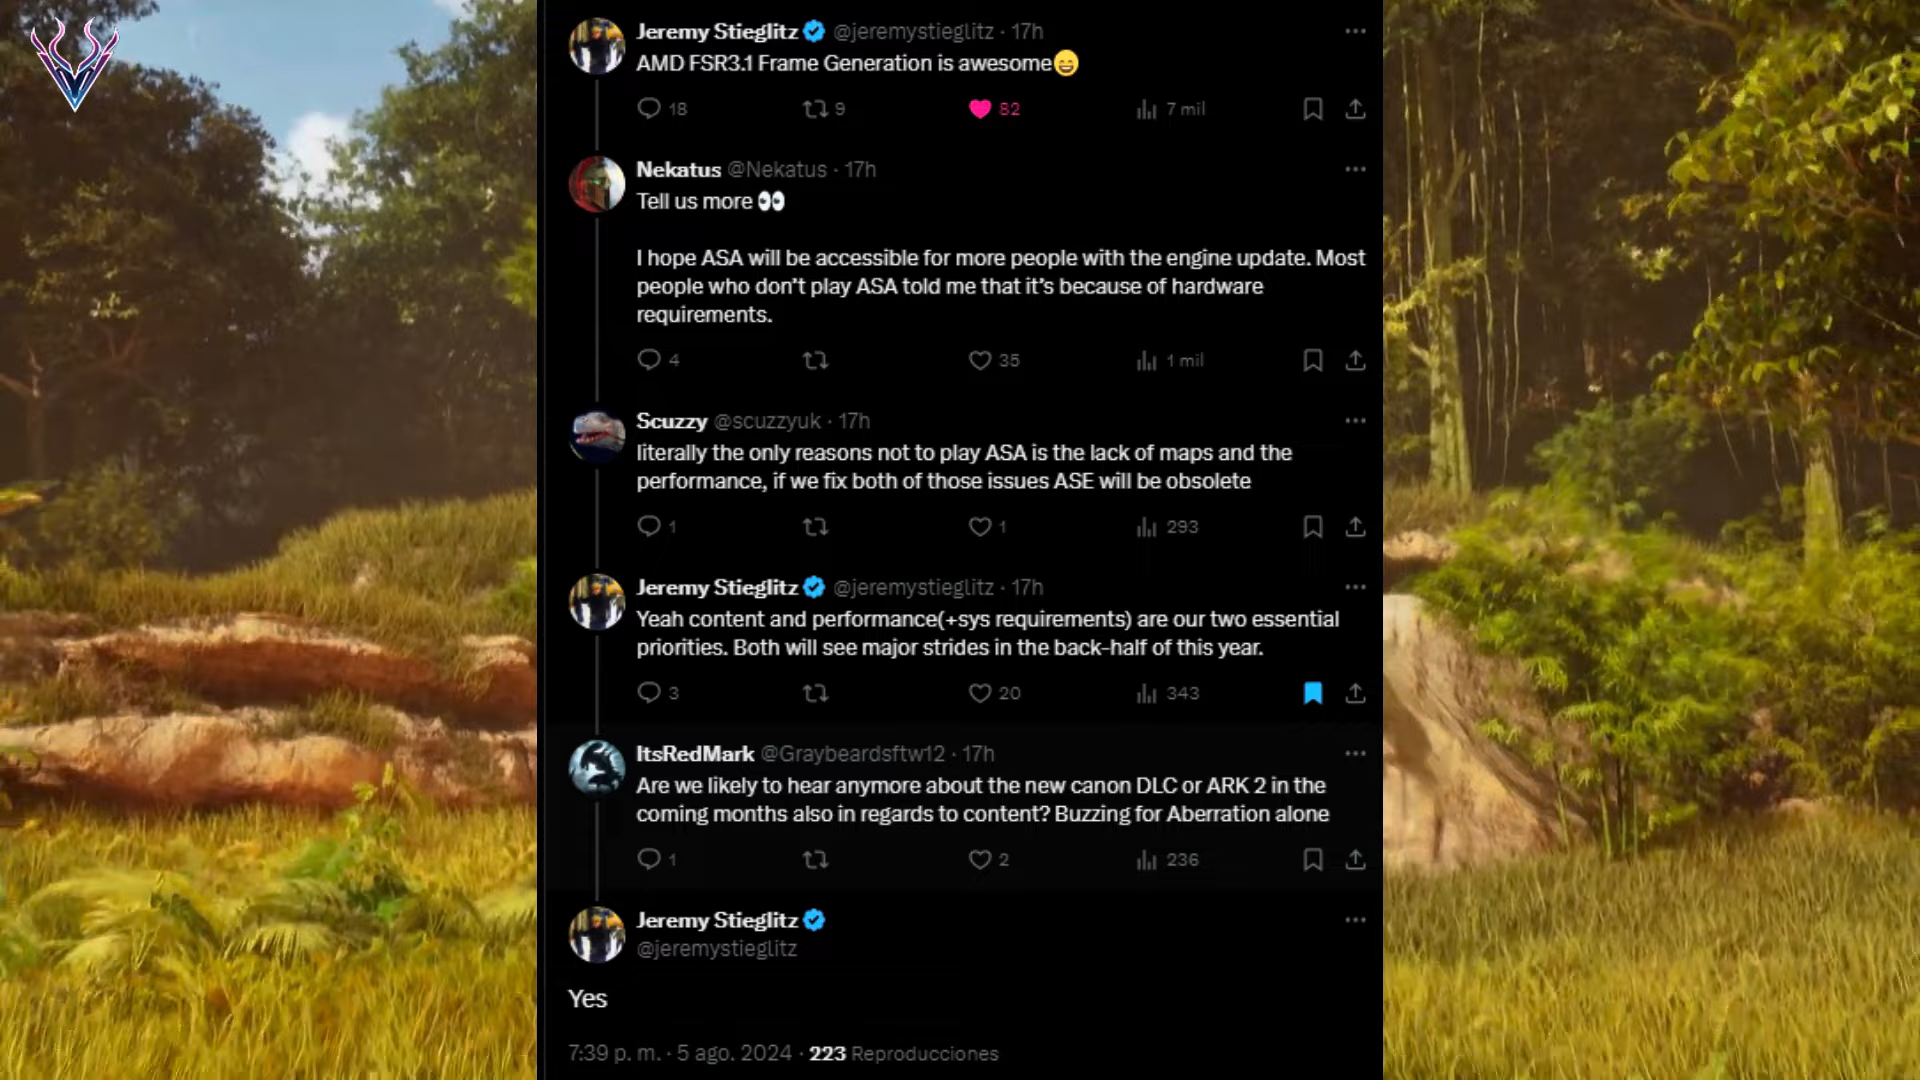 Jeremy Stieglitz @jeremystieglitz · 17h
AMD FSR3.1 Frame Generation is awesome😄
18 9 82 7 mil
Nekatus @Nekatus · 17h
Tell us more 👀
I hope ASA will be accessible for more people with the engine update. Most
people who don't play ASA told me that it's because of hardware
requirements.
4 35 1 mil
Scuzzy @scuzzyuk · 17h
literally the only reasons not to play ASA is the lack of maps and the
performance, if we fix both of those issues ASE will be obsolete
1 1 293
Jeremy Stieglitz @jeremystieglitz · 17h
Yeah content and performance(+sys requirements) are our two essential
priorities. Both will see major strides in the back-half of this year.
3 20 343
ItsRedMark @Graybeardsftw12 · 17h
Are we likely to hear anymore about the new canon DLC or ARK 2 in the
coming months also in regards to content? Buzzing for Aberration alone
1 2 236
Jeremy Stieglitz
@jeremystieglitz
Yes
7:39 p. m. · 5 ago. 2024 · 223 Reproducciones